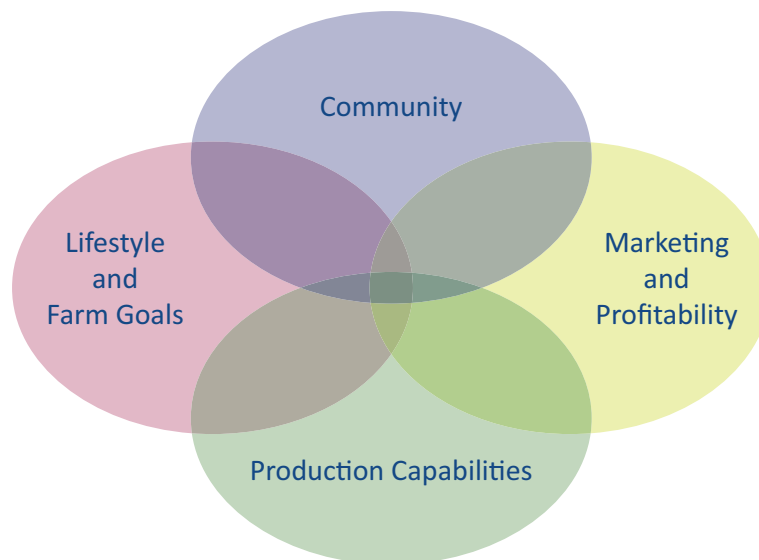 Community
Lifestyle
and
Farm Goals
Marketing
and
Profitability
Production Capabilities